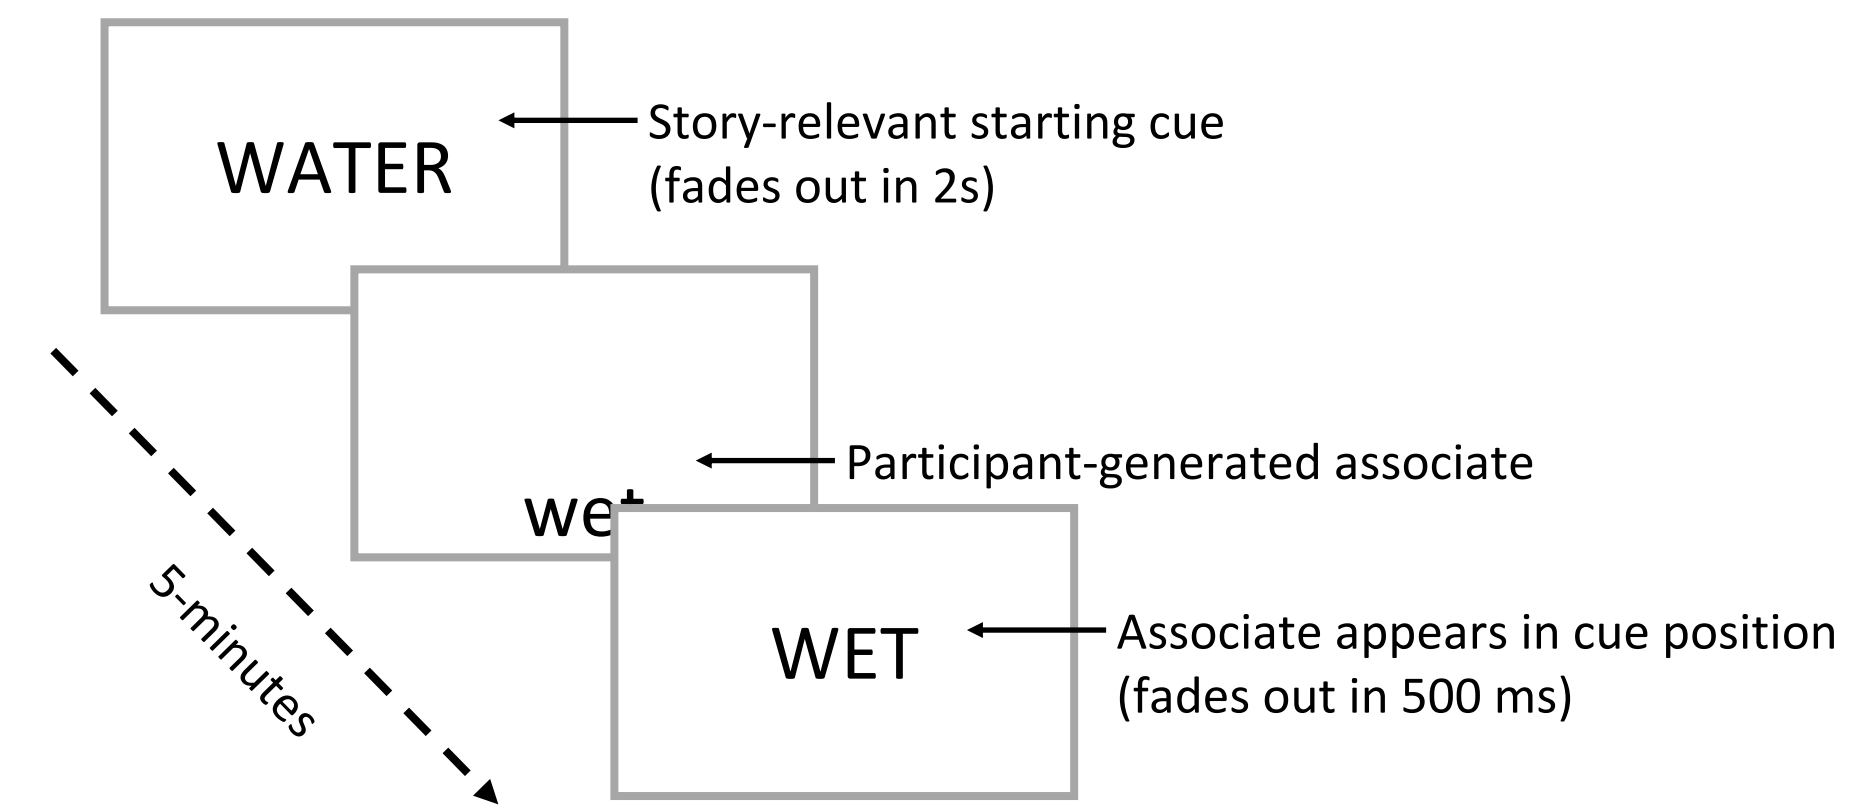 WATER
Story-relevant starting cue
(fades out in 2s)
Participant-generated associate
wet
WET
Associate appears in cue position
(fades out in 500 ms)
5-minutes